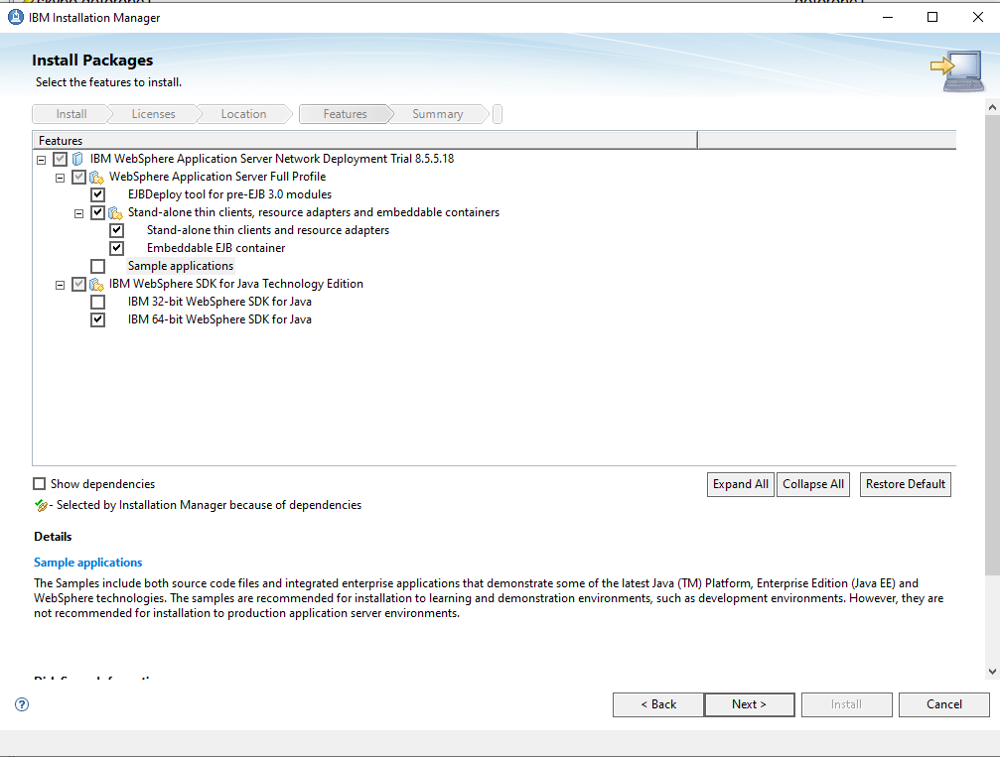 IBM Installation Manager
Install Packages
Select the features to install.
Install Licenses Location Features Summary
Features
IBM WebSphere Application Server Network Deployment Trial 8.5.5.18
WebSphere Application Server Full Profile
EJBDeploy tool for pre-EJB 3.0 modules
Stand-alone thin clients, resource adapters and embeddable containers
Stand-alone thin clients and resource adapters
Embeddable EJB container
Sample applications
IBM WebSphere SDK for Java Technology Edition
IBM 32-bit WebSphere SDK for Java
IBM 64-bit WebSphere SDK for Java
Show dependencies Expand All Collapse All Restore Default
- Selected by Installation Manager because of dependencies
Details
Sample applications
The Samples include both source code files and integrated enterprise applications that demonstrate some of the latest Java (TM) Platform, Enterprise Edition (Java EE) and
WebSphere technologies. The samples are recommended for installation to learning and demonstration environments, such as development environments. However, they are
not recommended for installation to production application server environments.
? < Back Next > Install Cancel